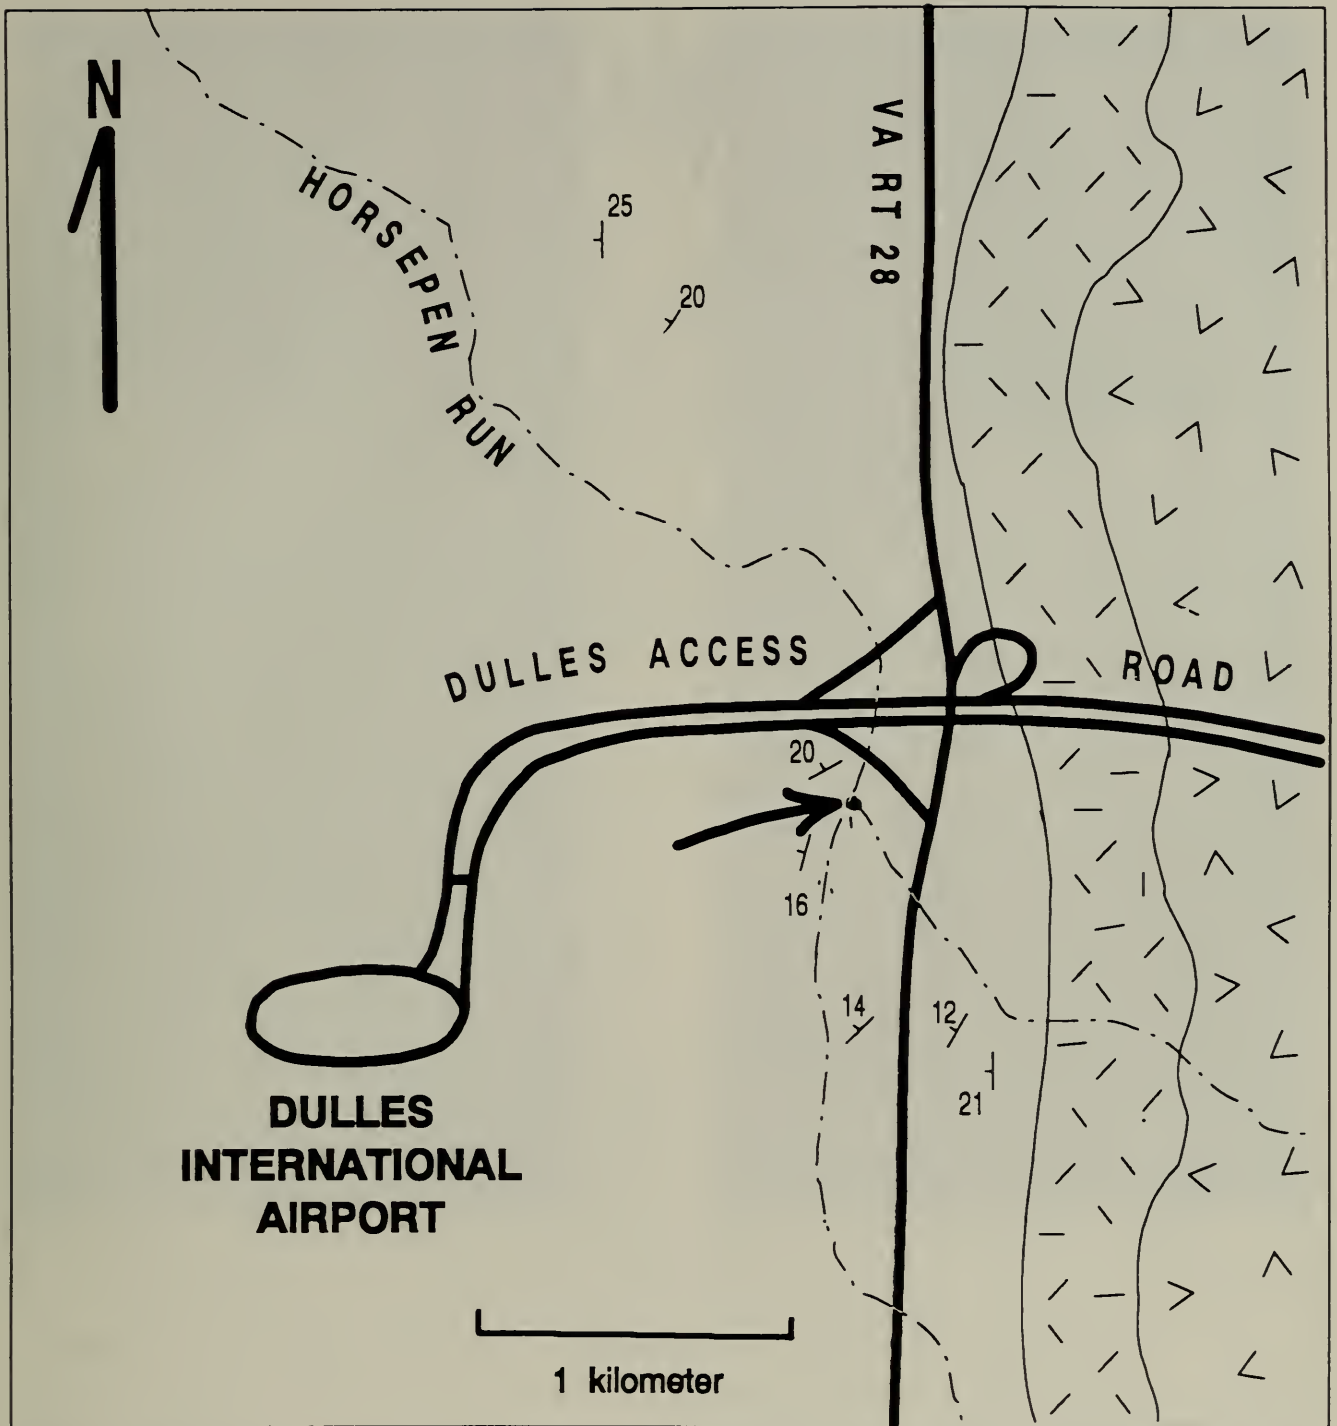 N
VA RT 28
HORSEPEN RUN
25
20
DULLES ACCESS ROAD
20
16
14
12
21
DULLES
INTERNATIONAL
AIRPORT
1 kilometer